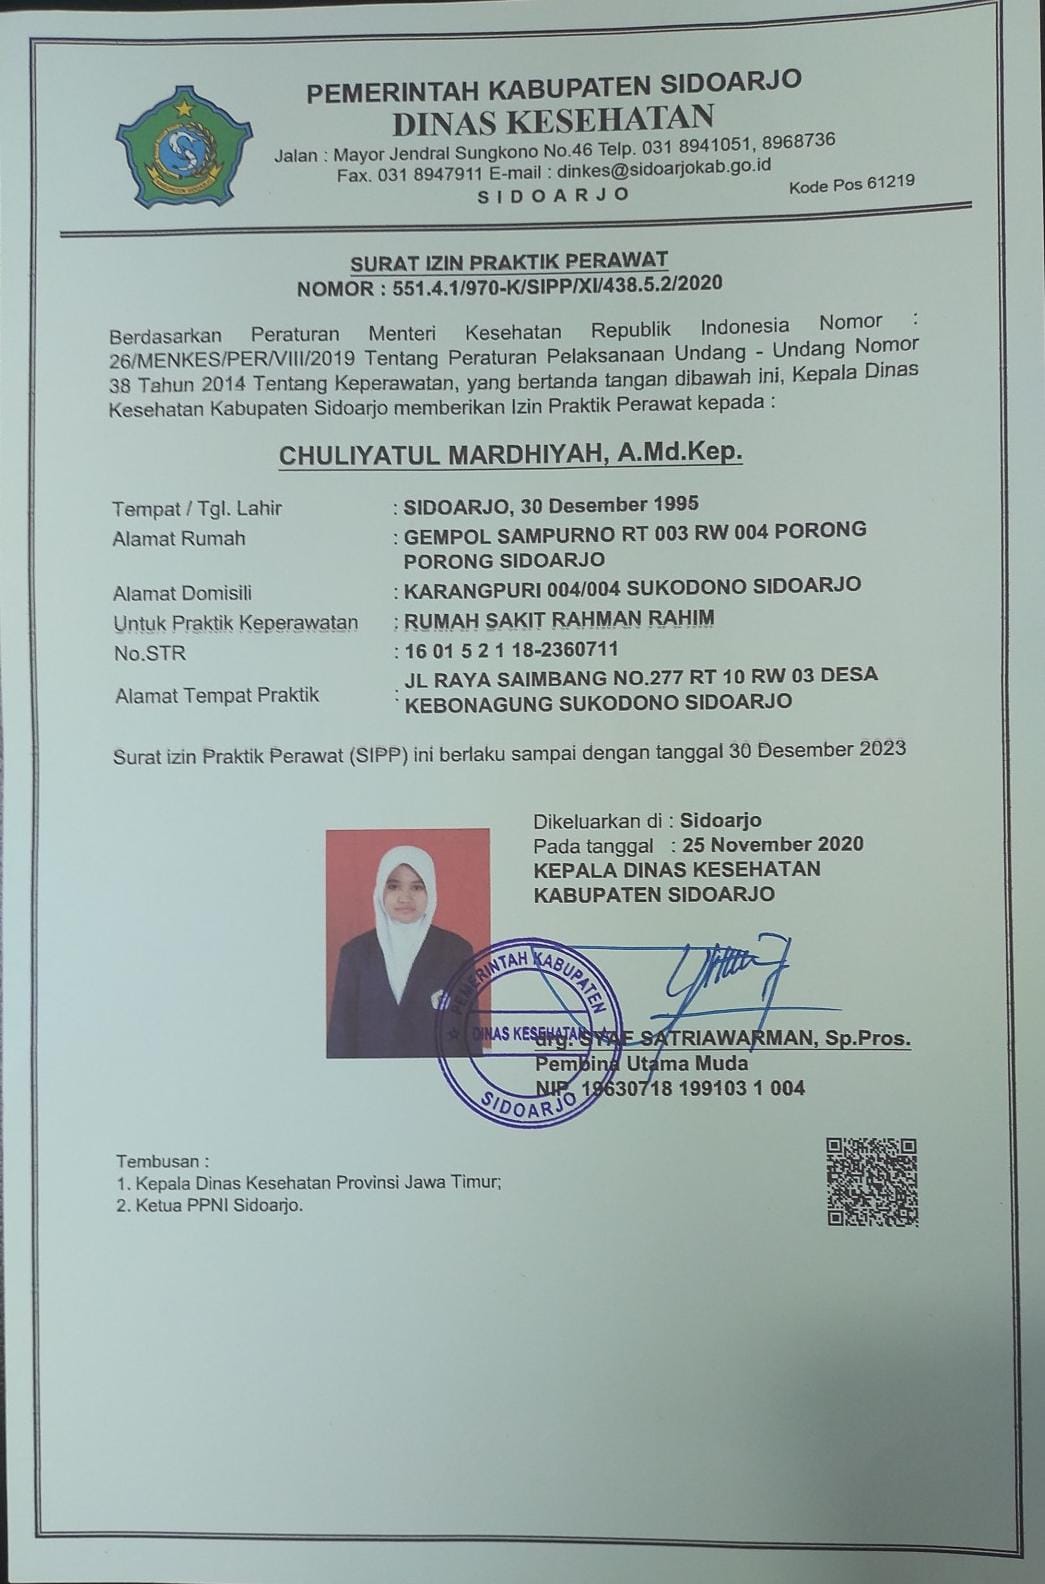 PEMERINTAH KABUPATEN SIDOARJO
DINAS KESEHATAN
Jalan : Mayor Jendral Sungkono No.46 Telp. 031 8941051, 8968736
Fax. 031 8947911 E-mail : dinkes@sidoarjokab.go.id
S I D O A R J O
Kode Pos 61219
SURAT IZIN PRAKTIK PERAWAT
NOMOR : 551.4.1/970-K/SIPP/XI/438.5.2/2020
Berdasarkan Peraturan Menteri Kesehatan Republik Indonesia Nomor :
26/MENKES/PER/VIII/2019 Tentang Peraturan Pelaksanaan Undang - Undang Nomor
38 Tahun 2014 Tentang Keperawatan, yang bertanda tangan dibawah ini, Kepala Dinas
Kesehatan Kabupaten Sidoarjo memberikan Izin Praktik Perawat kepada :
CHULIYATUL MARDHIYAH, A.Md.Kep.
Tempat / Tgl. Lahir : SIDOARJO, 30 Desember 1995
Alamat Rumah : GEMPOL SAMPURNO RT 003 RW 004 PORONG
PORONG SIDOARJO
Alamat Domisili : KARANGPURI 004/004 SUKODONO SIDOARJO
Untuk Praktik Keperawatan : RUMAH SAKIT RAHMAN RAHIM
No.STR : 16 01 5 2 1 18-2360711
Alamat Tempat Praktik : JL RAYA SAIMBANG NO.277 RT 10 RW 03 DESA
KEBONAGUNG SUKODONO SIDOARJO
Surat izin Praktik Perawat (SIPP) ini berlaku sampai dengan tanggal 30 Desember 2023
Dikeluarkan di : Sidoarjo
Pada tanggal : 25 November 2020
KEPALA DINAS KESEHATAN
KABUPATEN SIDOARJO
PEMERINTAH KABUPATEN
DINAS KESEHATAN
SIDOARJO
drg. SYAF SATRIAWARMAN, Sp.Pros.
Pembina Utama Muda
NIP. 19630718 199103 1 004
Tembusan :
1. Kepala Dinas Kesehatan Provinsi Jawa Timur;
2. Ketua PPNI Sidoarjo.